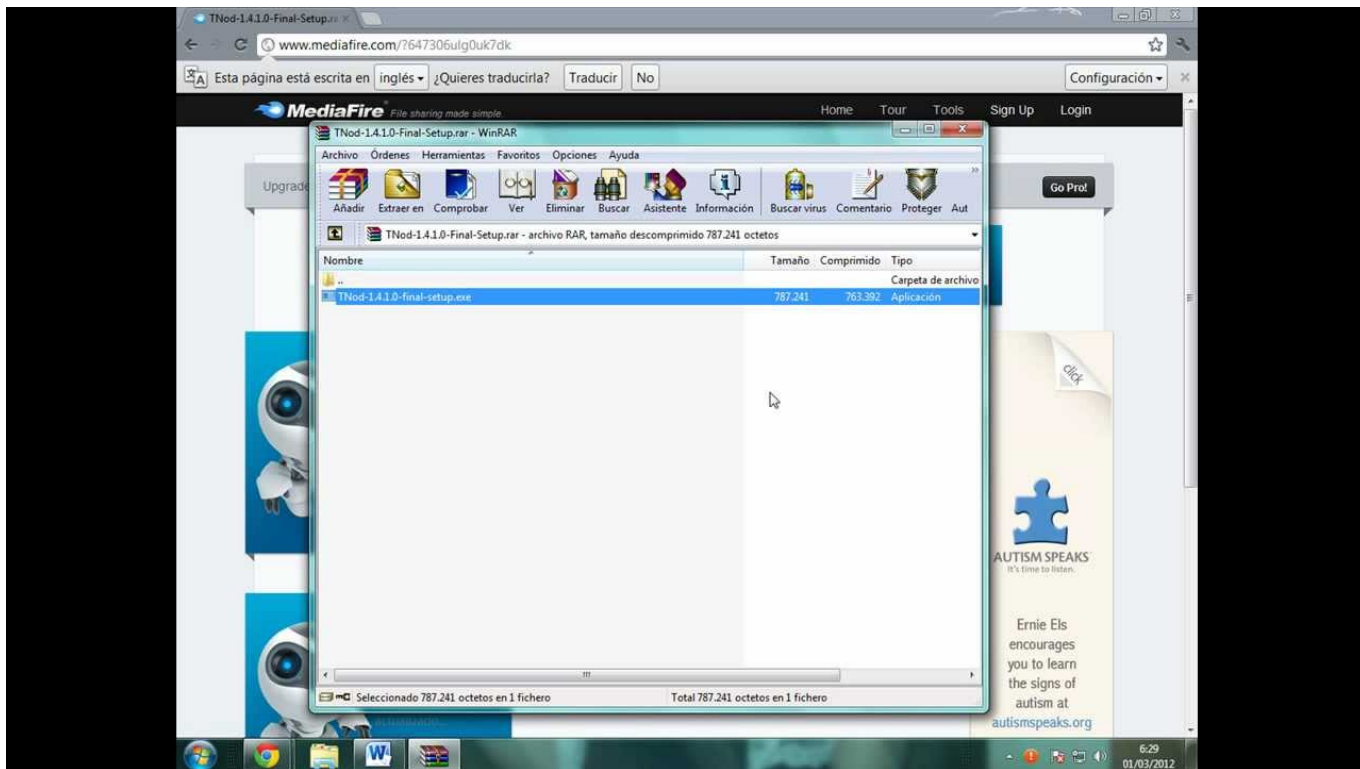 TNod-1.4.1.0-Final-Setup.ra
www.mediafire.com/?647306ulg0uk7dk
Esta página está escrita en inglés ¿Quieres traducirla? Traducir No Configuración
MediaFire File sharing made simple. Home Tour Tools Sign Up Login
TNod-1.4.1.0-Final-Setup.rar - WinRAR
Archivo Órdenes Herramientas Favoritos Opciones Ayuda
Upgrade Go Pro!
Añadir Extraer en Comprobar Ver Eliminar Buscar Asistente Información Buscar virus Comentario Proteger Aut
TNod-1.4.1.0-Final-Setup.rar - archivo RAR, tamaño descomprimido 787.241 octetos
Nombre Tamaño Comprimido Tipo
.. Carpeta de archivo
TNod-1.4.1.0-final-setup.exe 787.241 763.392 Aplicación
click
AUTISM SPEAKS
It's time to listen.
Ernie Els
encourages
you to learn
the signs of
autism at
autismspeaks.org
Seleccionado 787.241 octetos en 1 fichero Total 787.241 octetos en 1 fichero
6:29
01/03/2012